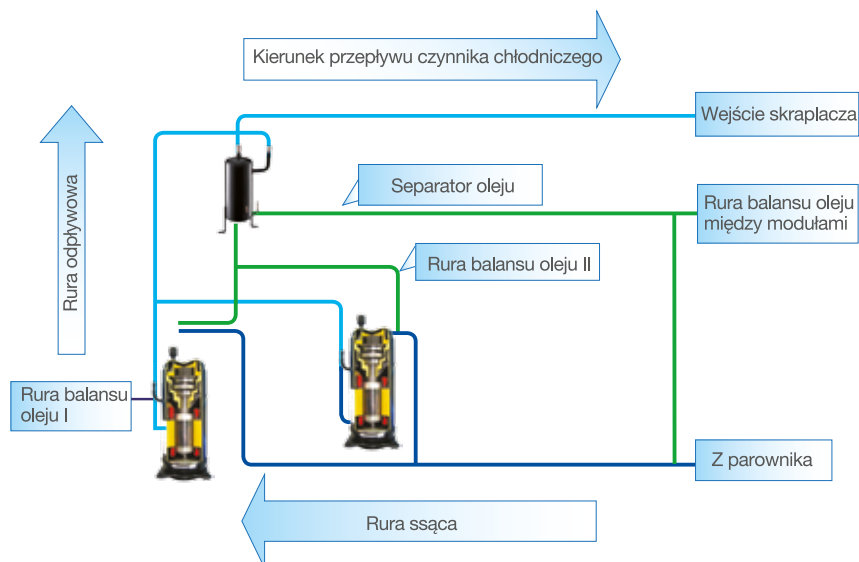 Kierunek przepływu czynnika chłodniczego
Wejście skraplacza
Rura odpływowa
Separator oleju
Rura balansu oleju
między modułami
Rura balansu oleju II
Rura balansu
oleju I
Z parownika
Rura ssąca